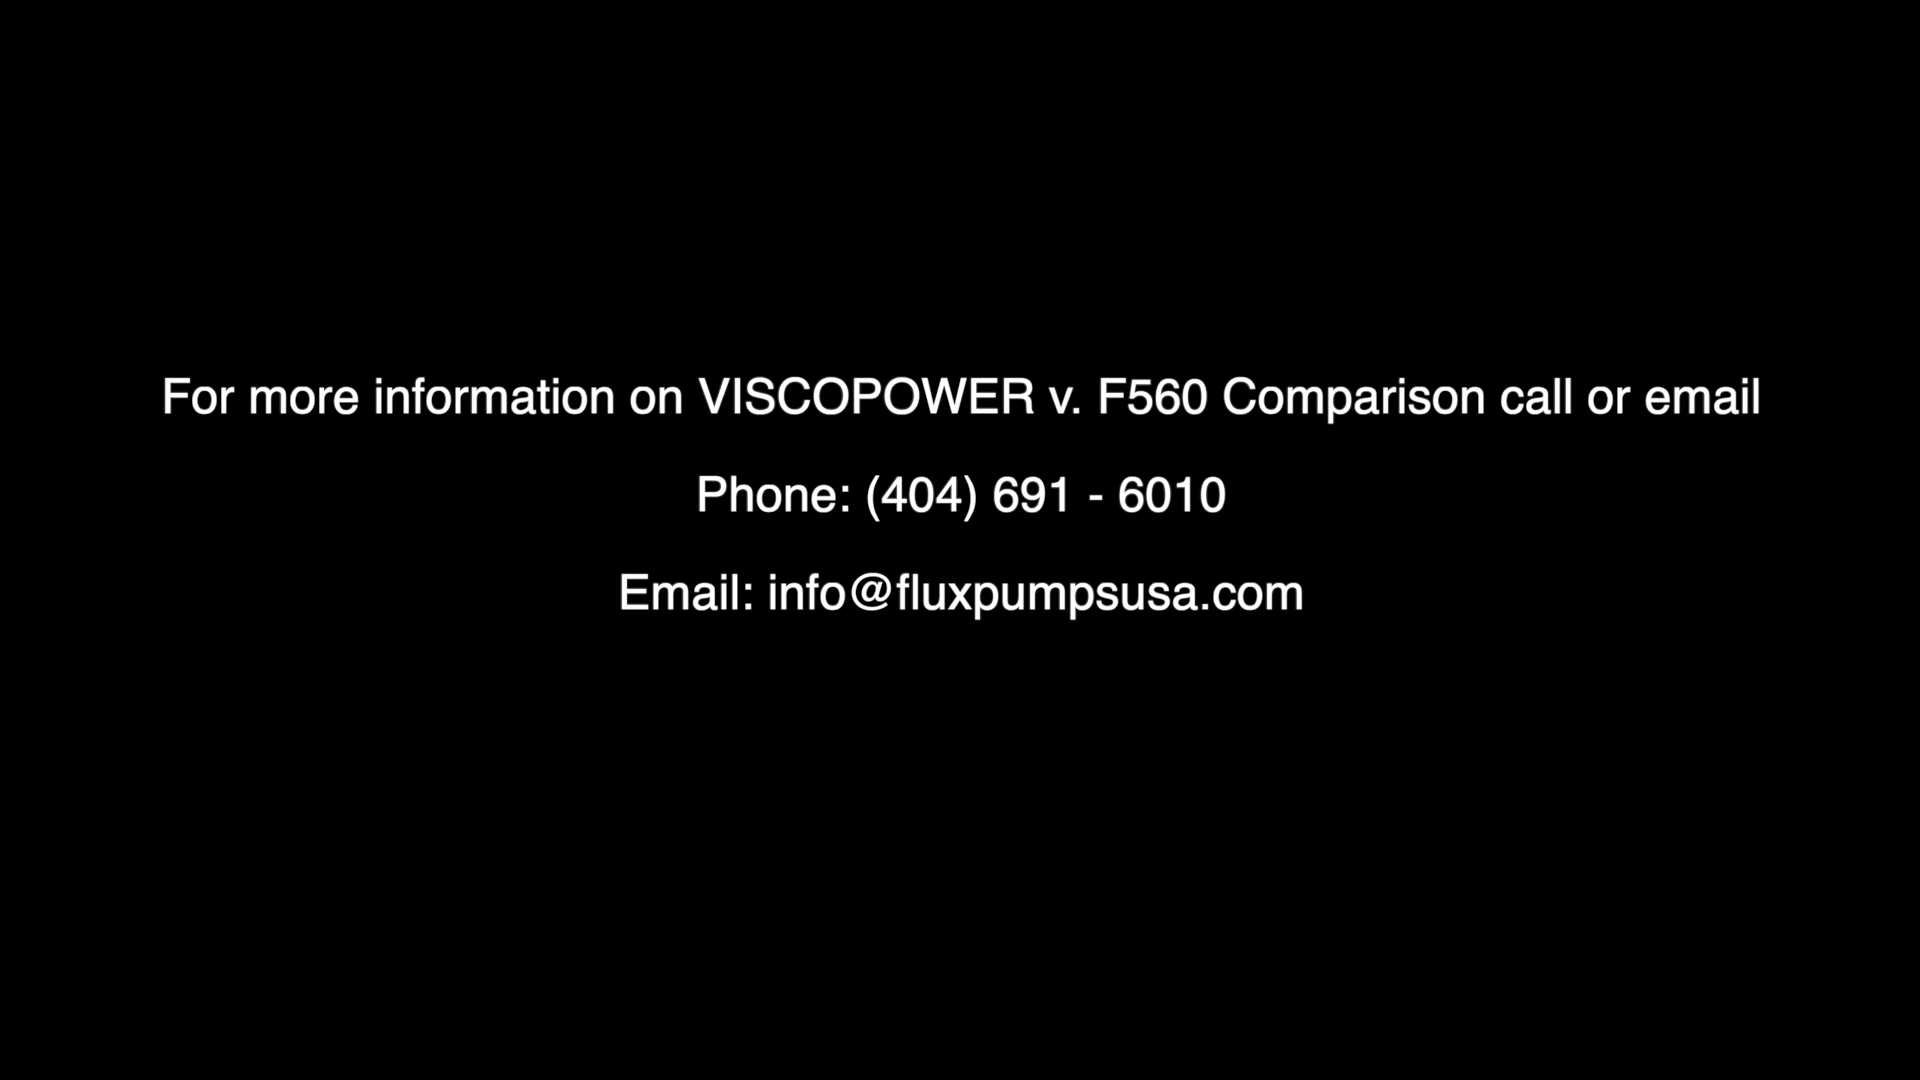 For more information on VISCOPOWER v. F560 Comparison call or email
Phone: (404) 691 - 6010
Email: info@fluxpumpsusa.com